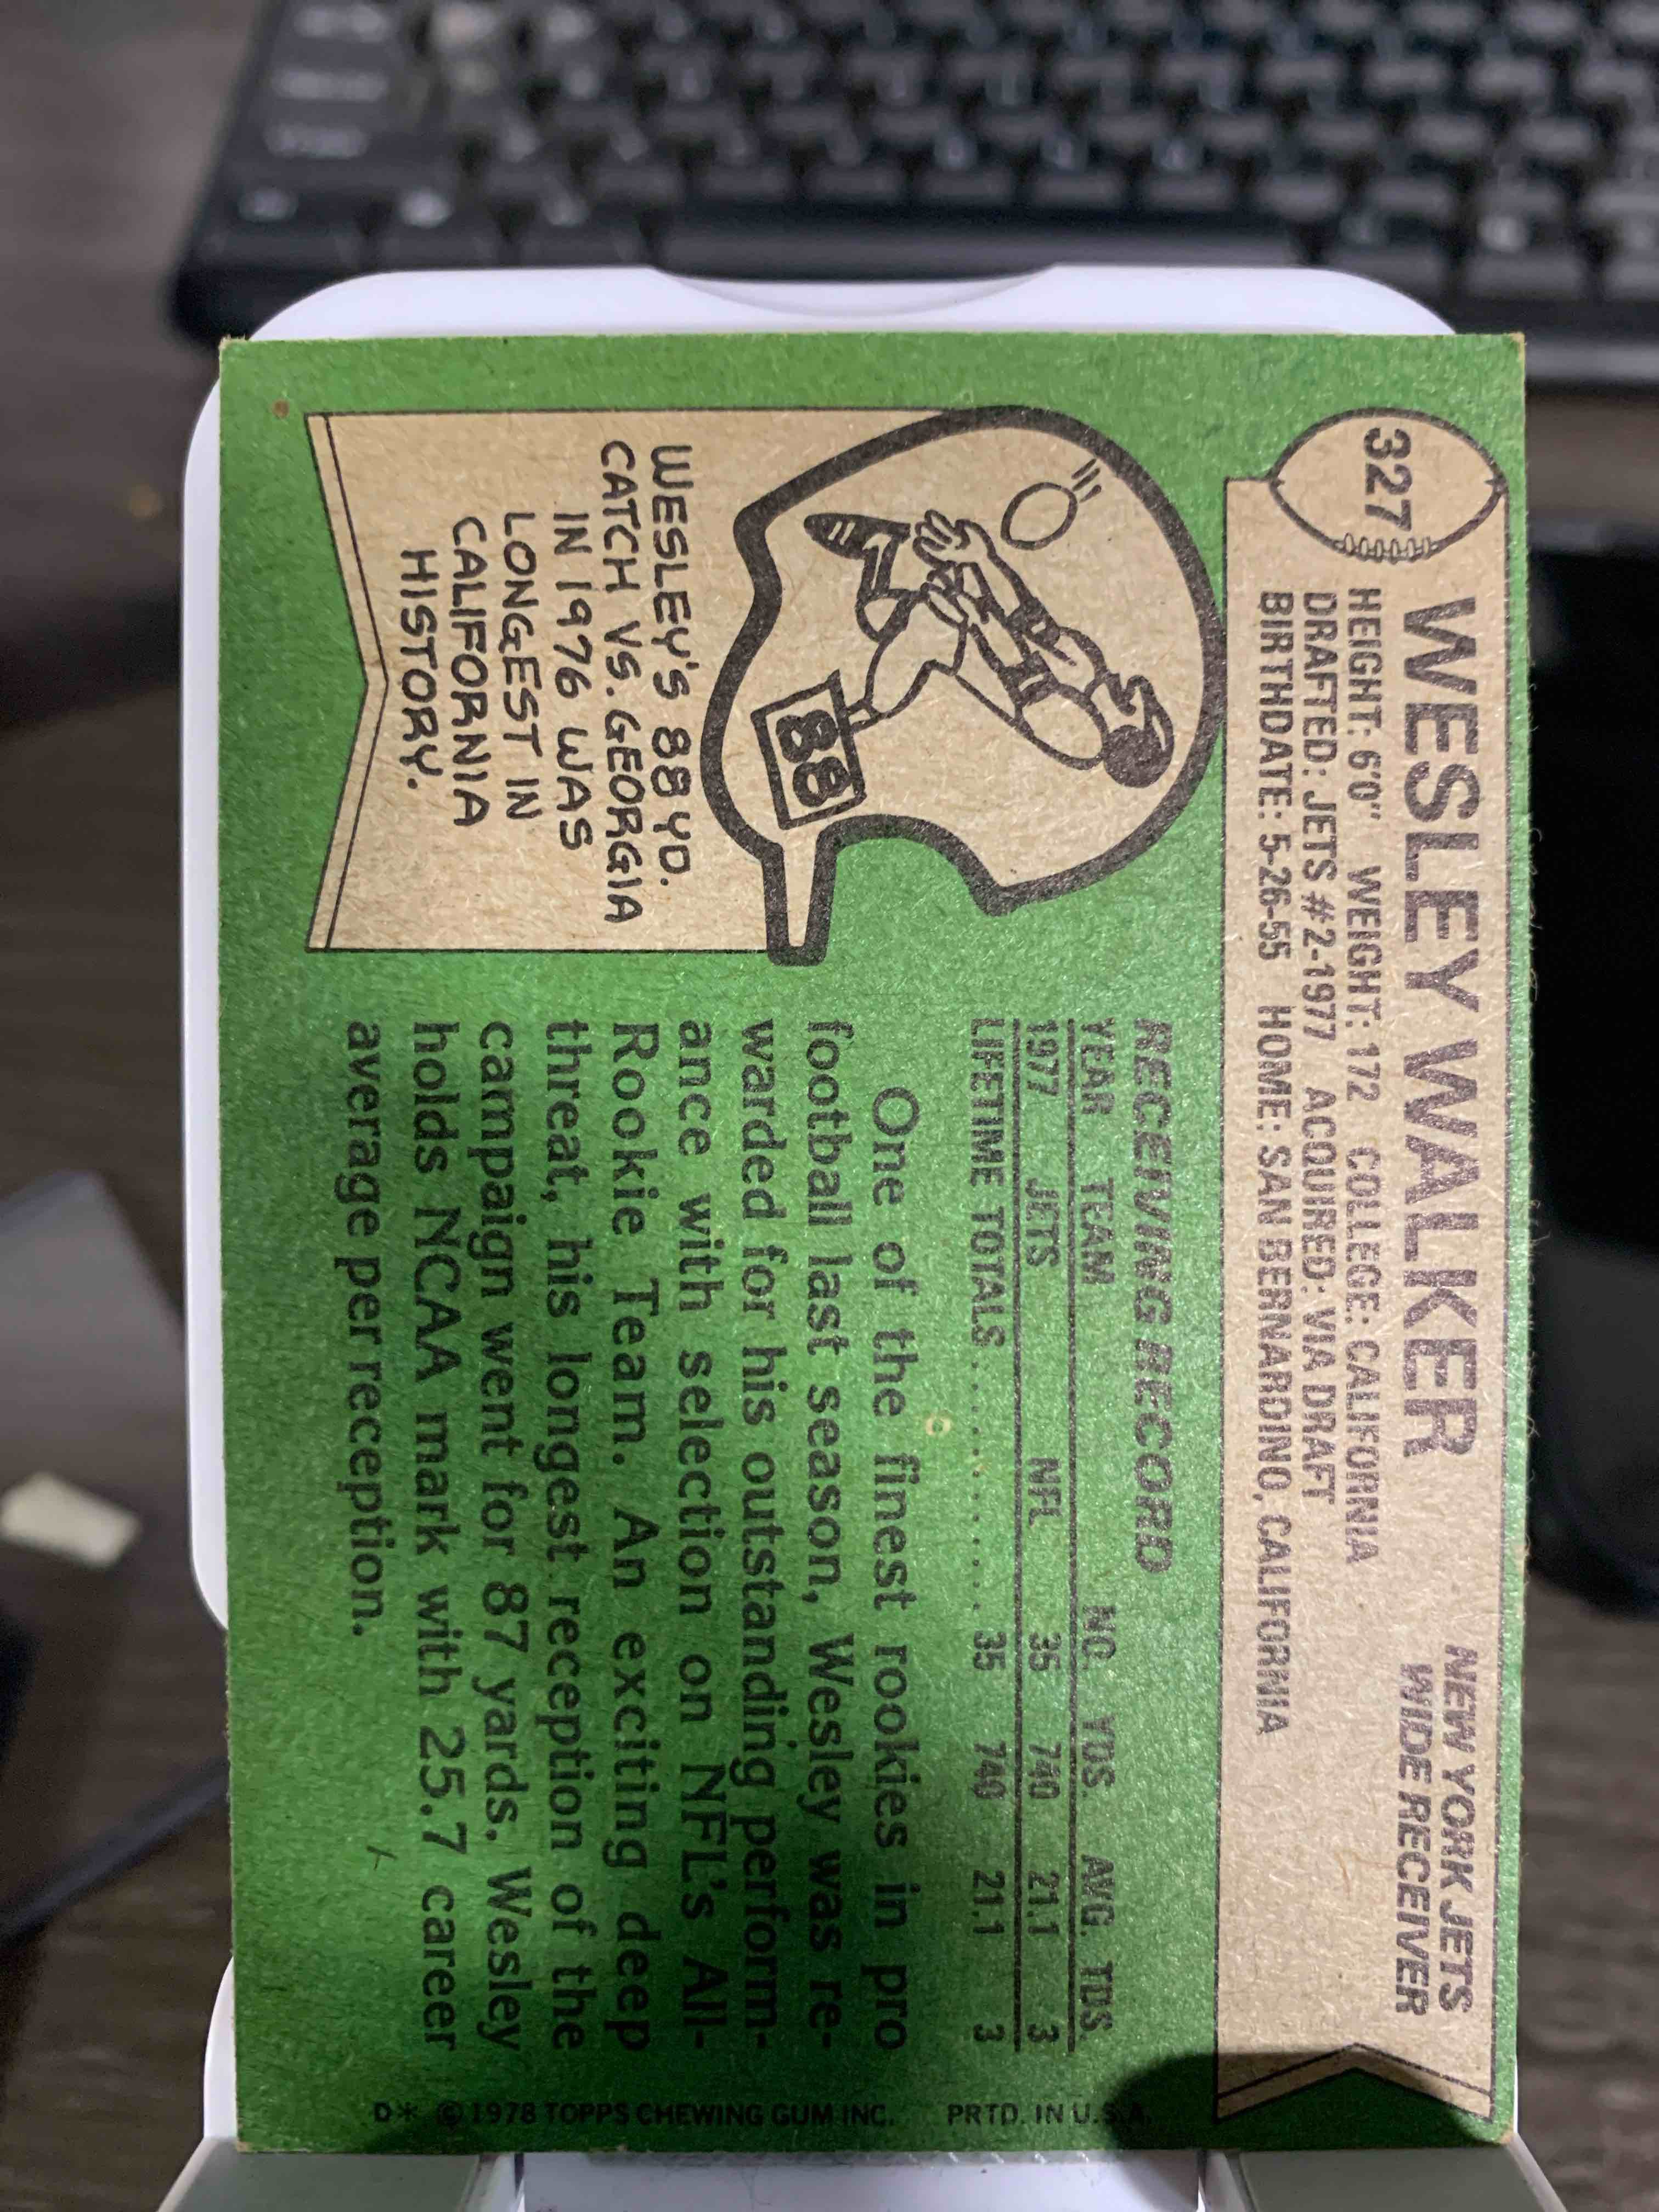 327
WESLEY WALKER
NEW YORK JETS
WIDE RECEIVER
HEIGHT: 6'0" WEIGHT: 172 COLLEGE: CALIFORNIA
DRAFTED: JETS #2-1977 ACQUIRED: VIA DRAFT
BIRTHDATE: 5-26-55 HOME: SAN BERNARDINO, CALIFORNIA
88
WESLEY'S 88 YD.
CATCH VS. GEORGIA
IN 1976 WAS
LONGEST IN
CALIFORNIA
HISTORY.
RECEIVING RECORD
YEAR TEAM NO. YDS. AVG. TDS.
1977 JETS NFL 35 740 21.1 3
LIFETIME TOTALS............ 35 740 21.1 3
One of the finest rookies in pro
football last season, Wesley was re-
warded for his outstanding perform-
ance with selection on NFL's All-
Rookie Team. An exciting deep
threat, his longest reception of the
campaign went for 87 yards. Wesley
holds NCAA mark with 25.7 career
average per reception.
D* © 1978 TOPPS CHEWING GUM INC. PRTD. IN U.S.A.